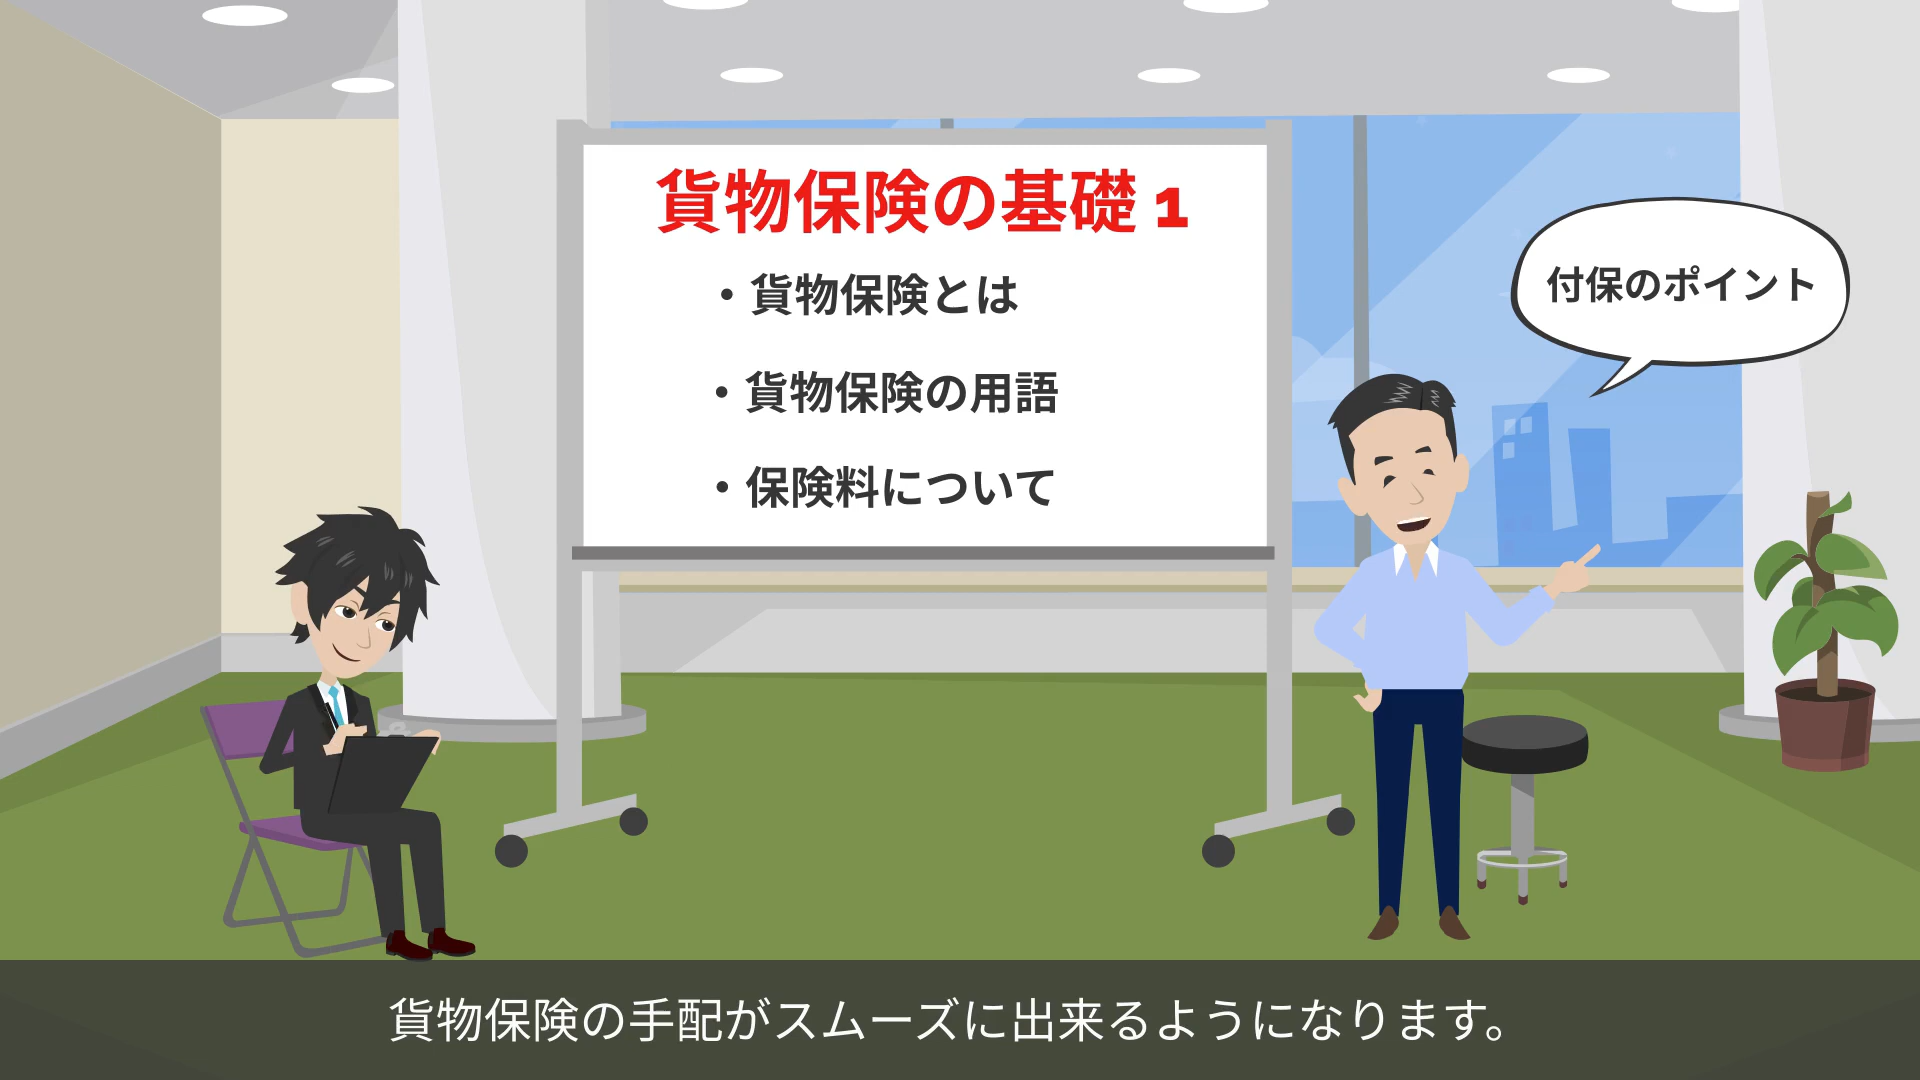 貨物保険の基礎 1
・貨物保険とは
・貨物保険の用語
・保険料について
付保のポイント
貨物保険の手配がスムーズに出来るようになります。